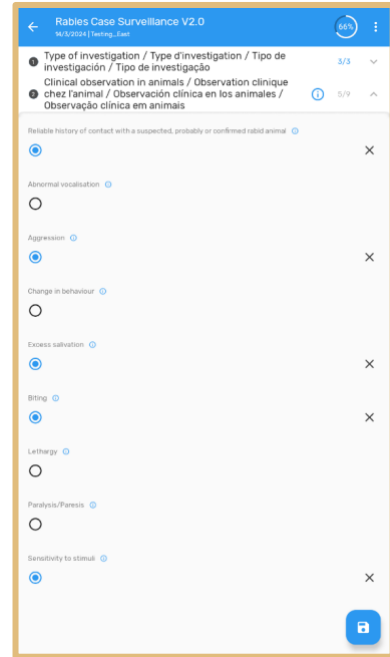 Rables Case Surveillance V2.0
14/3/2024 | Testing_East
66%
1 Type of investigation / Type d'investigation / Tipo de
investigación / Tipo de investigação
3/3
Clinical observation in animals / Observation clinique
2 chez l'animal / Observación clínica en los animales /
Observação clínica em animais
5/9
Reliable history of contact with a suspected, probably or confirmed rabid animal
Abnormal vocalisation
Aggression
Change in behaviour
Excess salivation
Biting
Lethargy
Paralysis/Paresis
Sensitivity to stimuli